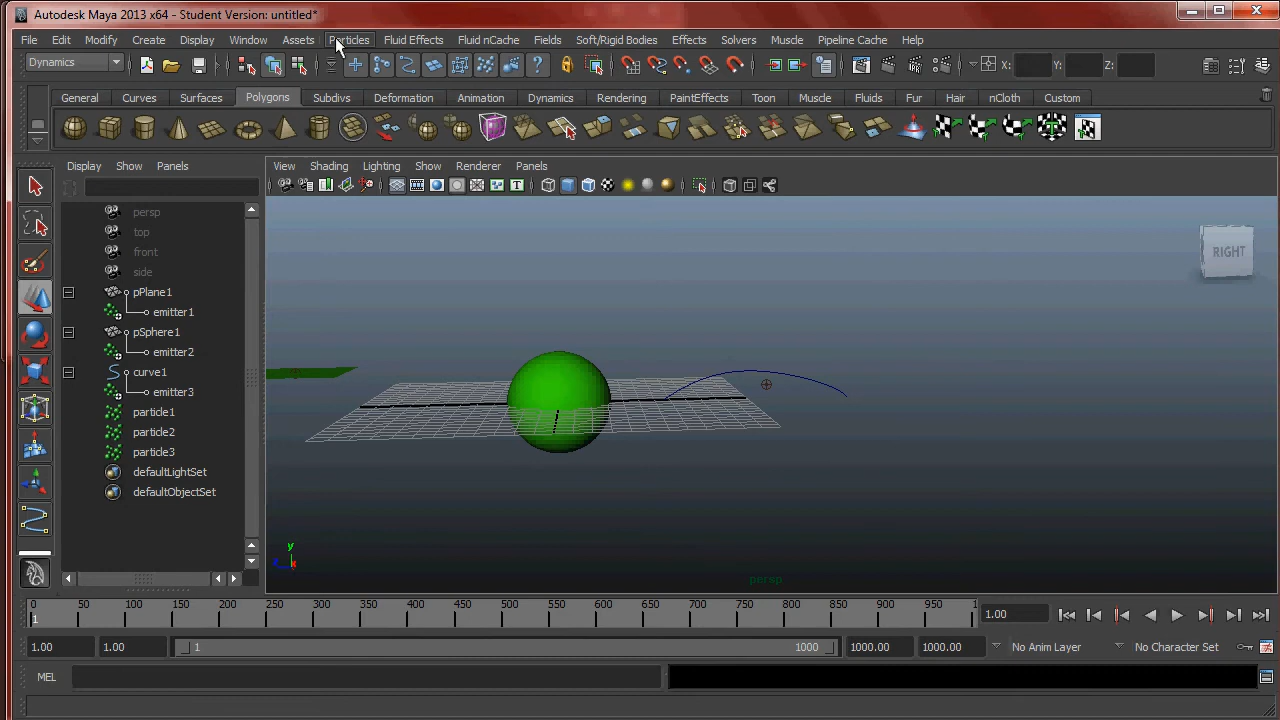 Autodesk Maya 2013 x64 - Student Version: untitled*
File Edit Modify Create Display Window Assets Particles Fluid Effects Fluid nCache Fields Soft/Rigid Bodies Effects Solvers Muscle Pipeline Cache Help
Dynamics X: Y: Z:
General Curves Surfaces Polygons Subdivs Deformation Animation Dynamics Rendering PaintEffects Toon Muscle Fluids Fur Hair nCloth Custom
Display Show Panels View Shading Lighting Show Renderer Panels
persp
top
front
side
pPlane1
emitter1
pSphere1
emitter2
curve1
emitter3
particle1
particle2
particle3
defaultLightSet
defaultObjectSet
RIGHT
y
x
persp
0 50 100 150 200 250 300 350 400 450 500 550 600 650 700 750 800 850 900 950 1
1 1.00
1.00 1.00 1 1000 1000.00 1000.00 No Anim Layer No Character Set
MEL